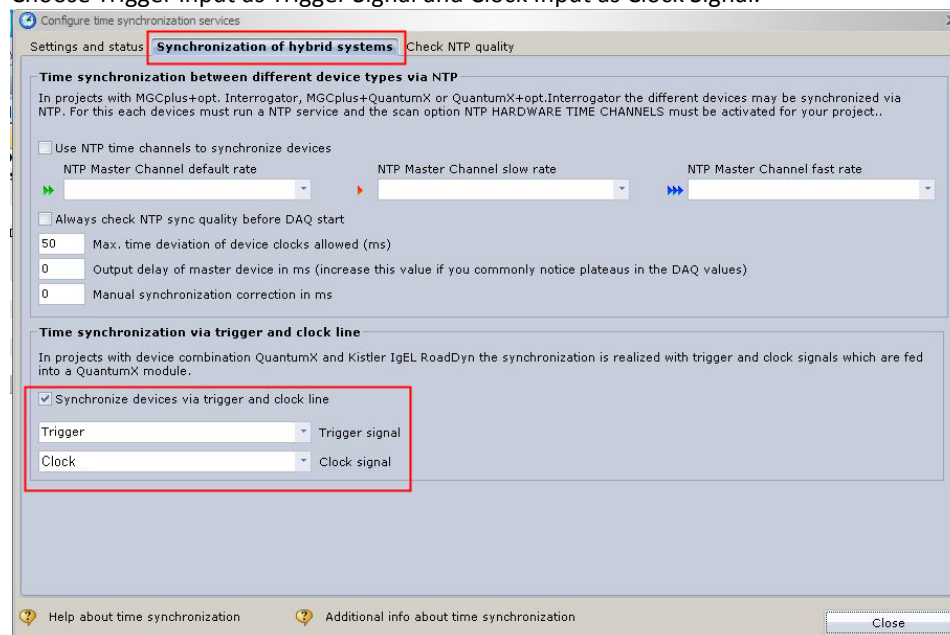 Choose Trigger Input as Trigger Signal and Clock Input as Clock Signal.
Configure time synchronization services
Settings and status Synchronization of hybrid systems Check NTP quality
Time synchronization between different device types via NTP
In projects with MGCplus+opt. Interrogator, MGCplus+QuantumX or QuantumX+opt.Interrogator the different devices may be synchronized via
NTP. For this each devices must run a NTP service and the scan option NTP HARDWARE TIME CHANNELS must be activated for your project..
Use NTP time channels to synchronize devices
NTP Master Channel default rate NTP Master Channel slow rate NTP Master Channel fast rate
Always check NTP sync quality before DAQ start
50 Max. time deviation of device clocks allowed (ms)
0 Output delay of master device in ms (increase this value if you commonly notice plateaus in the DAQ values)
0 Manual synchronization correction in ms
Time synchronization via trigger and clock line
In projects with device combination QuantumX and Kistler IgEL RoadDyn the synchronization is realized with trigger and clock signals which are fed
into a QuantumX module.
Synchronize devices via trigger and clock line
Trigger Trigger signal
Clock Clock signal
Help about time synchronization Additional info about time synchronization Close